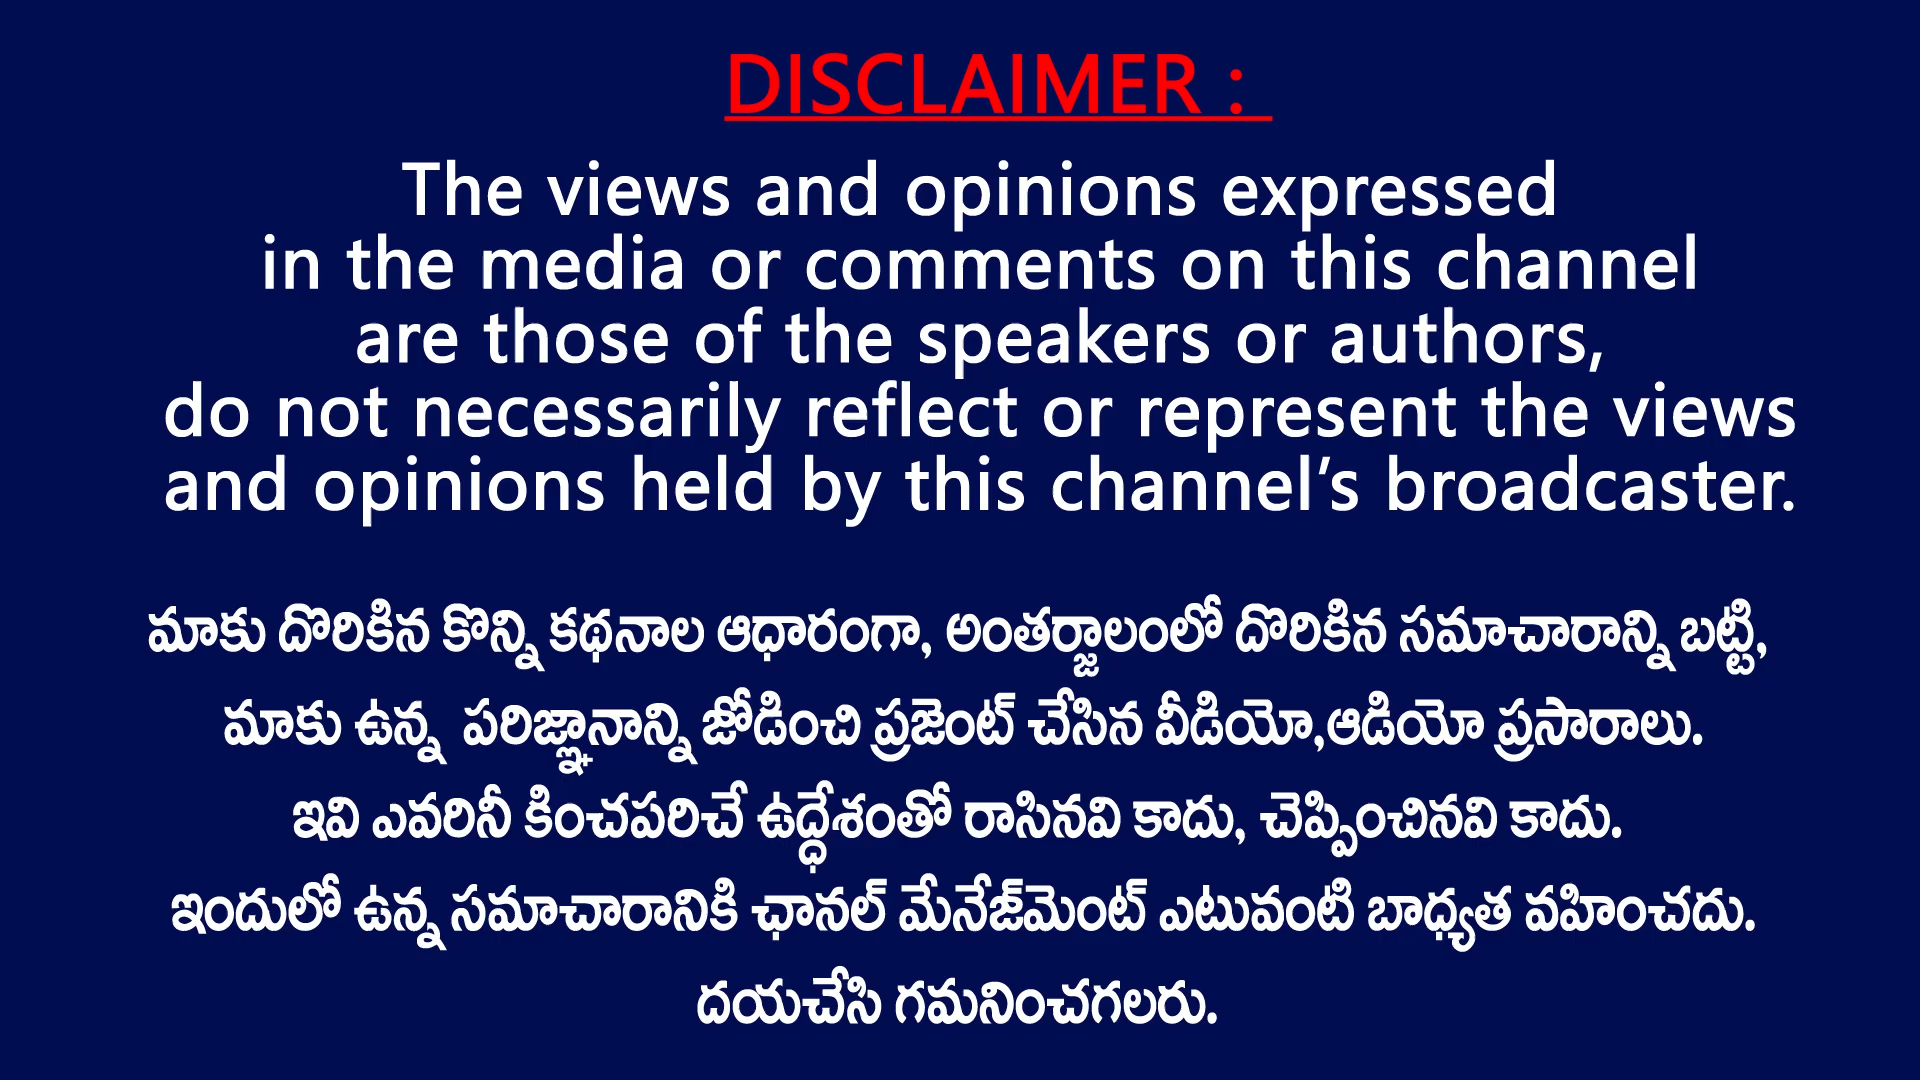 DISCLAIMER :
The views and opinions expressed
in the media or comments on this channel
are those of the speakers or authors,
do not necessarily reflect or represent the views
and opinions held by this channel’s broadcaster.
మాకు దొరికిన కొన్ని కథనాల ఆధారంగా, అంతర్జాలంలో దొరికిన సమాచారాన్ని బట్టి,
మాకు ఉన్న పరిజ్ఞానాన్ని జోడించి ప్రజెంట్ చేసిన వీడియో,ఆడియో ప్రసారాలు.
ఇవి ఎవరినీ కించపరిచే ఉద్ధేశంతో రాసినవి కాదు, చెప్పించినవి కాదు.
ఇందులో ఉన్న సమాచారానికి ఛానల్ మేనేజ్‌మెంట్ ఎటువంటి బాధ్యత వహించదు.
దయచేసి గమనించగలరు.